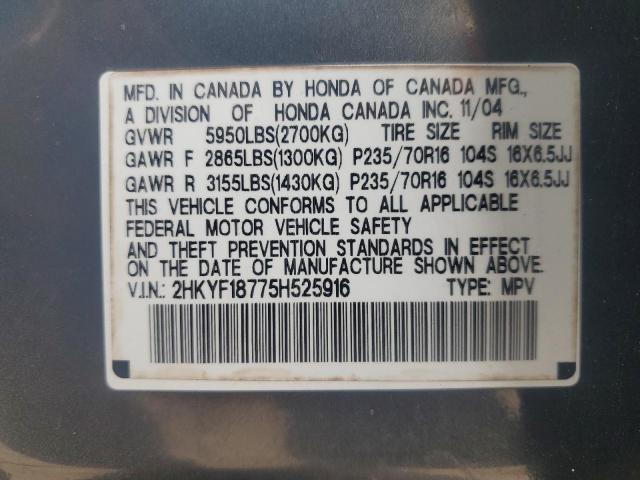 MFD. IN CANADA BY HONDA OF CANADA MFG.,
A DIVISION OF HONDA CANADA INC. 11/04
GVWR 5950LBS(2700KG) TIRE SIZE RIM SIZE
GAWR F 2865LBS(1300KG) P235/70R16 104S 16X6.5JJ
GAWR R 3155LBS(1430KG) P235/70R16 104S 16X6.5JJ
THIS VEHICLE CONFORMS TO ALL APPLICABLE
FEDERAL MOTOR VEHICLE SAFETY
AND THEFT PREVENTION STANDARDS IN EFFECT
ON THE DATE OF MANUFACTURE SHOWN ABOVE.
V.I.N.: 2HKYF18775H525916 TYPE: MPV